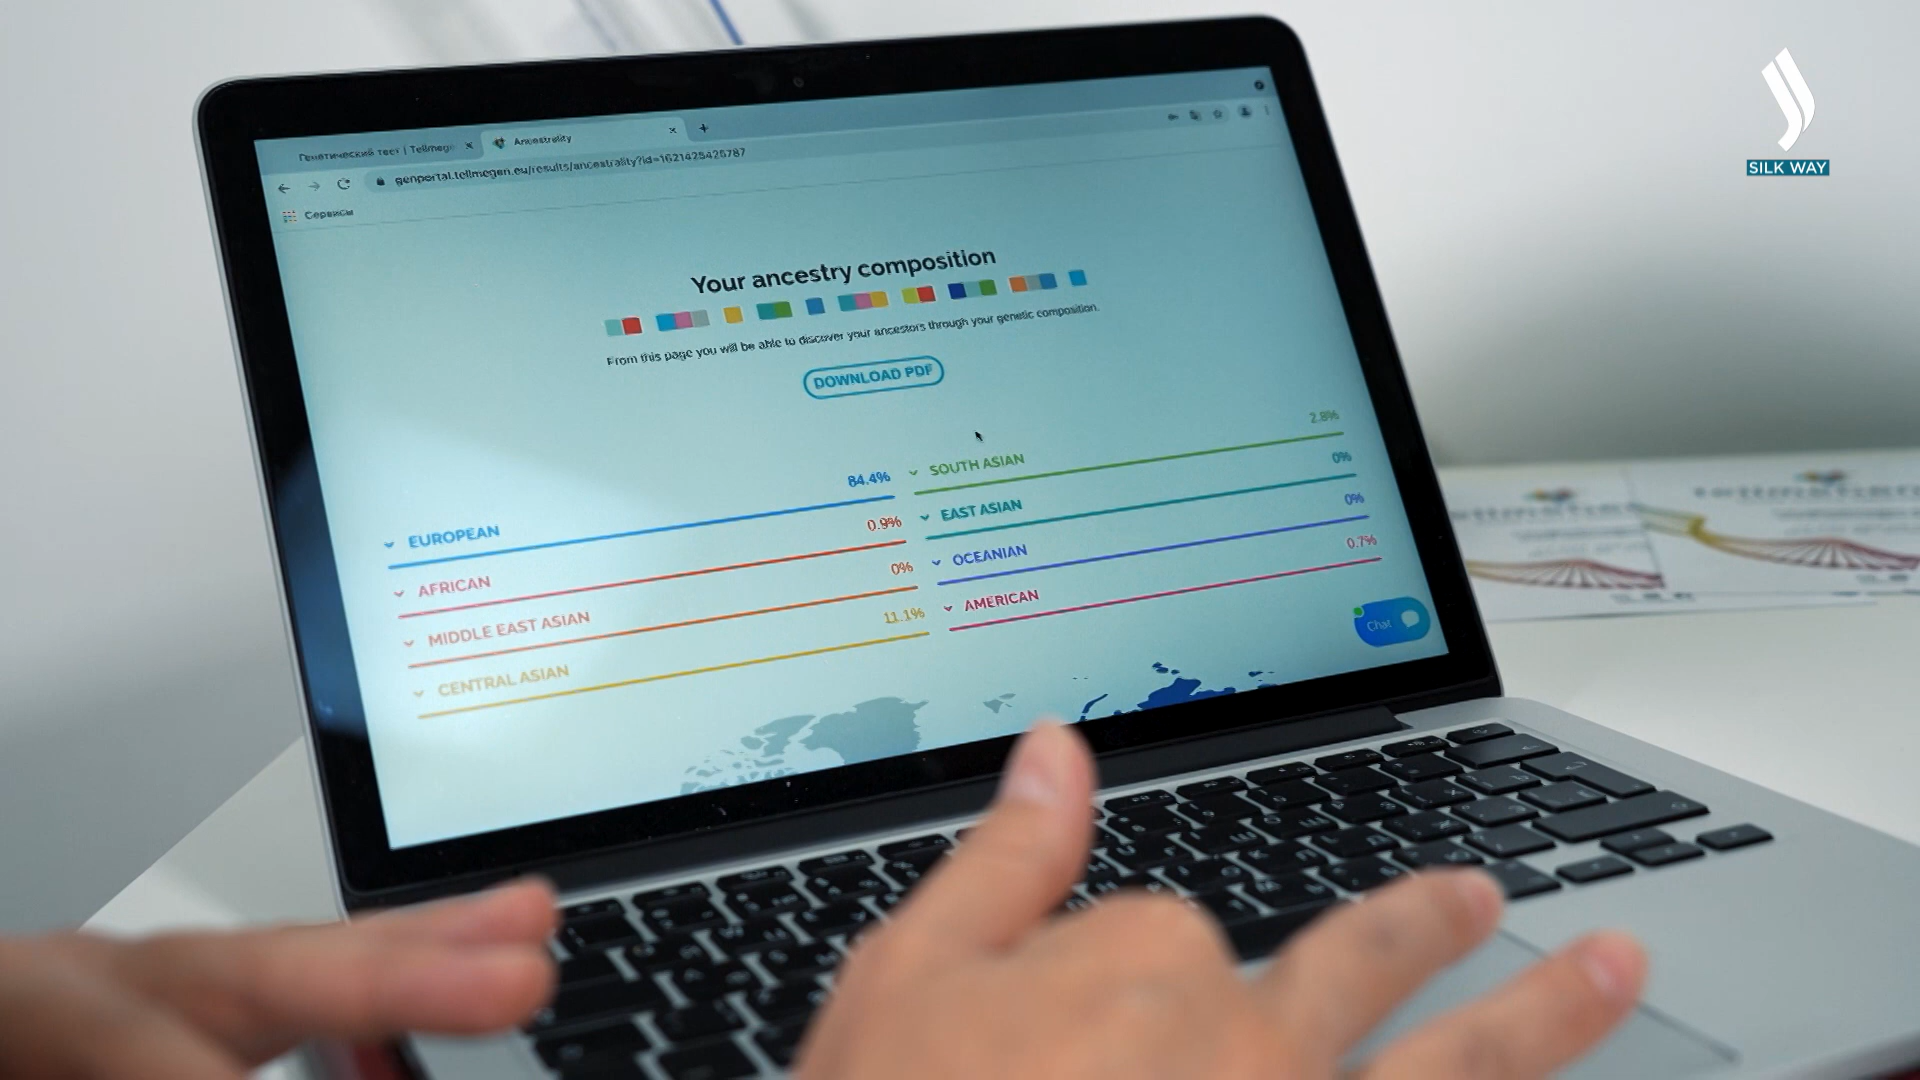 SILK WAY
Генетический тест | Tellmege
Ancestrality
genportal.tellmegen.eu/results/ancestrality?id=1621425425787
Сервисы
Your ancestry composition
From this page you will be able to discover your ancestors through your genetic composition.
DOWNLOAD PDF
EUROPEAN 84.4%
AFRICAN 0.9%
MIDDLE EAST ASIAN 0%
CENTRAL ASIAN 11.1%
SOUTH ASIAN 2.8%
EAST ASIAN 0%
OCEANIAN 0%
AMERICAN 0.7%
Chat